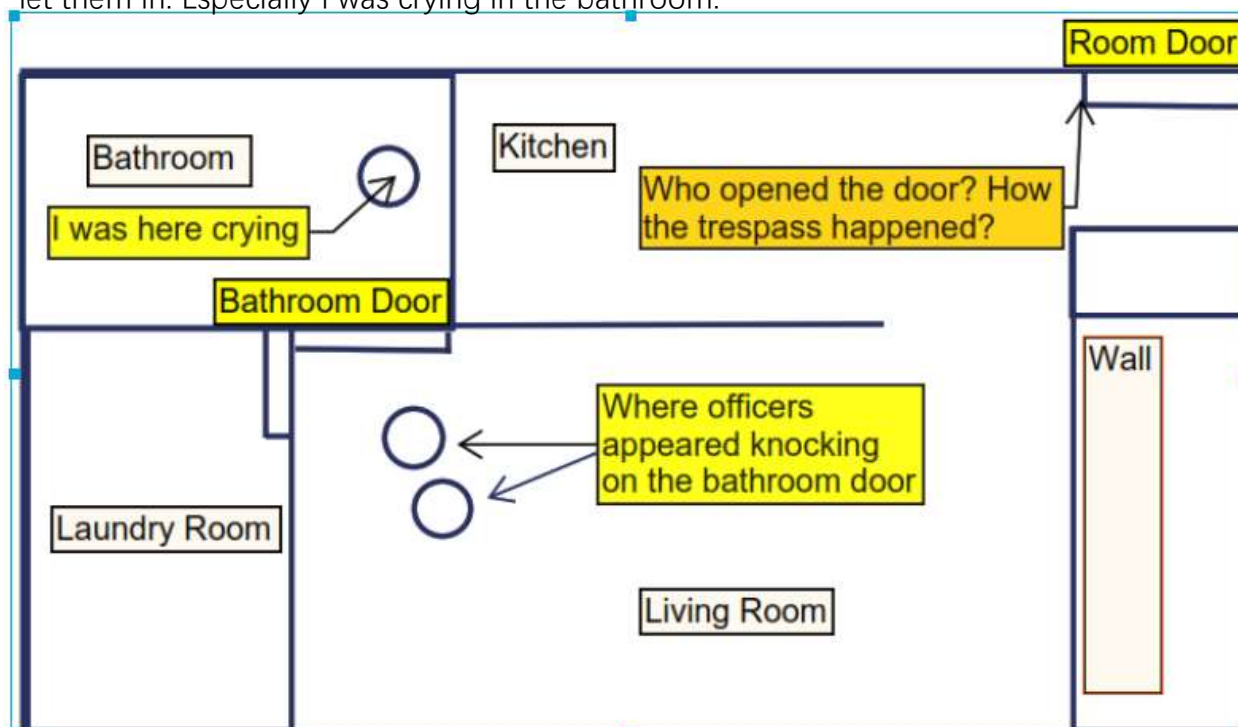 let them in. Especially I was crying in the bathroom.
Room Door
Bathroom
Kitchen
Who opened the door? How
the trespass happened?
I was here crying
Bathroom Door
Wall
Where officers
appeared knocking
on the bathroom door
Laundry Room
Living Room